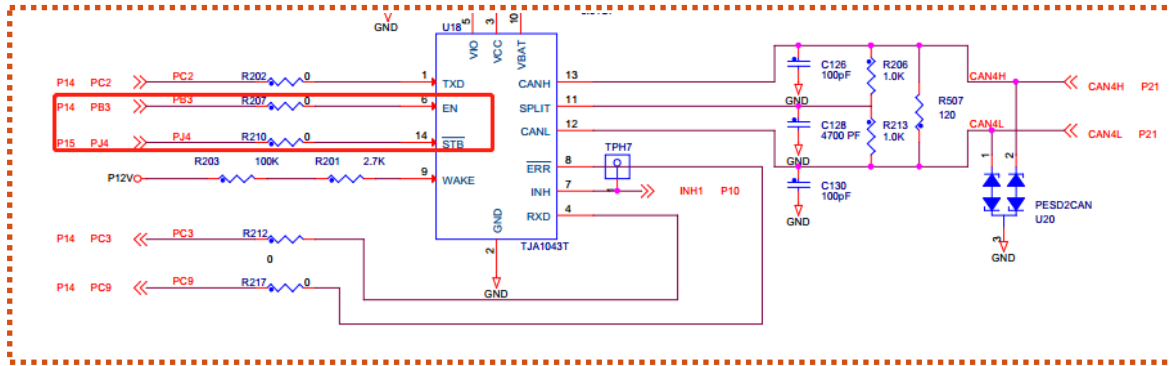 GND
U18
5
3
10
VIO
VCC
VBAT
P14 PC2 PC2 R202 0 1 TXD
P14 PB3 PB3 R207 0 6 EN
P15 PJ4 PJ4 R210 0 14 STB
R203 100K R201 2.7K
P12V 9 WAKE
P14 PC3 PC3 R212
0
P14 PC9 PC9 R217 0
CANH 13
SPLIT 11
CANL 12
ERR 8
INH 7
RXD 4
GND
2
TJA1043T
GND
TPH7
INH1 P10
C126
100pF
GND
C128
4700 PF
GND
C130
100pF
GND
R206
1.0K
R213
1.0K
R507
120
CAN4H
CAN4H P21
CAN4L
CAN4L P21
1
2
PESD2CAN
U20
3
GND